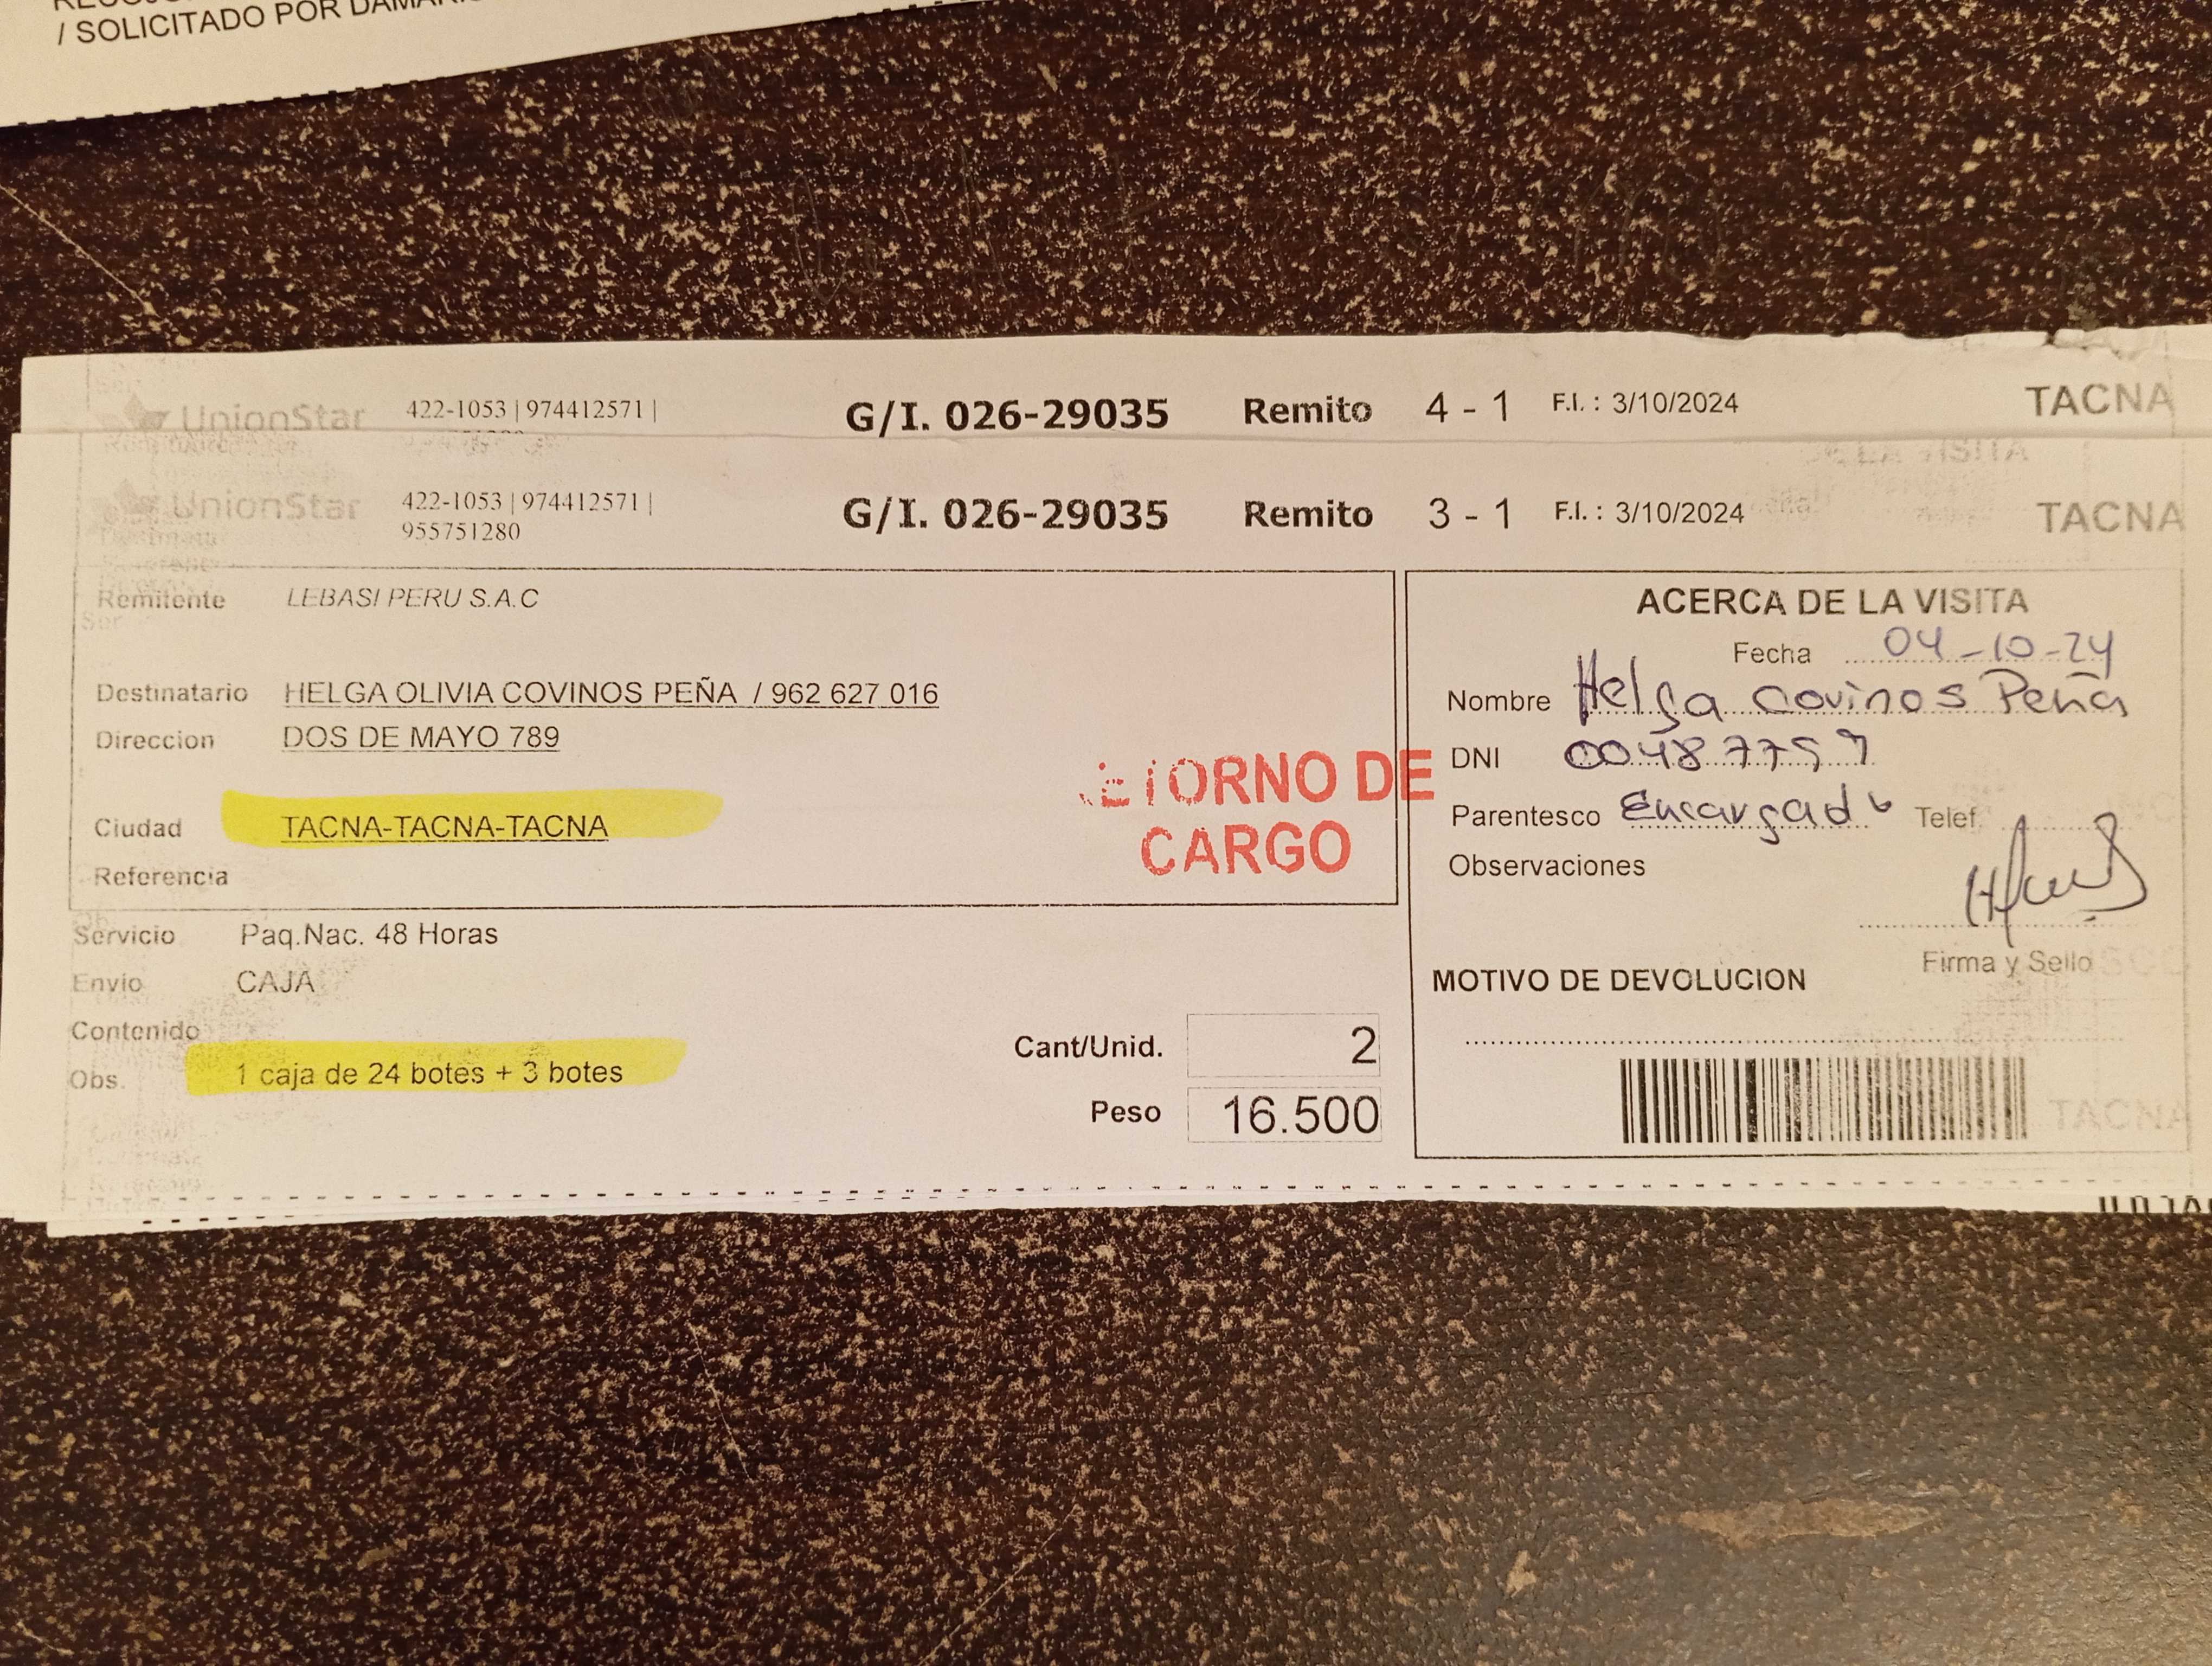 / SOLICITADO POR
UnionStar 422-1053 | 974412571 | G/I. 026-29035 Remito 4 - 1 F.I. : 3/10/2024 TACNA
UnionStar 422-1053 | 974412571 | G/I. 026-29035 Remito 3 - 1 F.I. : 3/10/2024 TACNA
955751280
Remitente LEBASI PERU S.A.C
Destinatario HELGA OLIVIA COVINOS PEÑA / 962 627 016
Direccion DOS DE MAYO 789
Ciudad TACNA-TACNA-TACNA
Referencia
DE
CARGO
Servicio Paq.Nac. 48 Horas
Envio CAJA
Contenido
Obs. 1 caja de 24 botes + 3 botes
Cant/Unid. 2
Peso 16.500
ACERCA DE LA VISITA
Fecha 04-10-24
Nombre Helga Covinos Peña
DNI
Parentesco Encargado Telef.
Observaciones
Firma y Sello
MOTIVO DE DEVOLUCION
TACNA